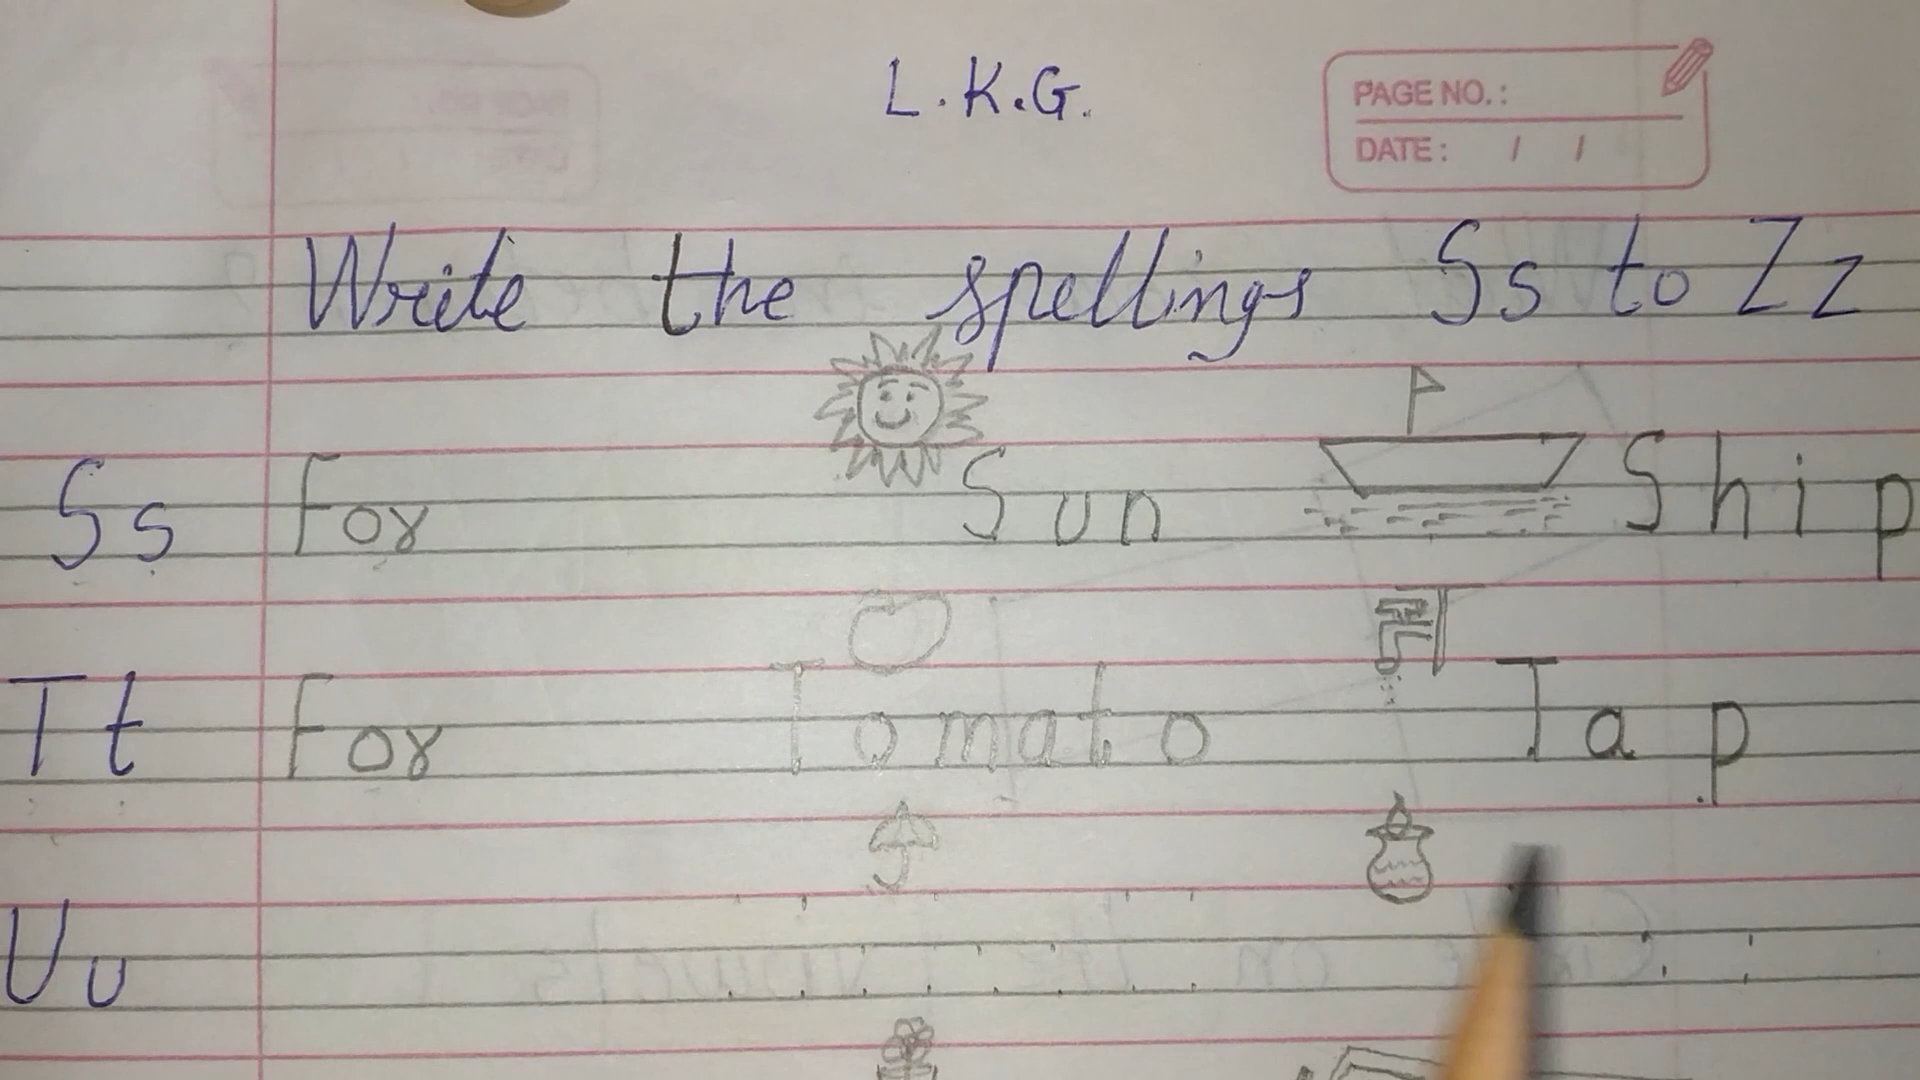 L.K.G.
PAGE NO.:
DATE: / /
Write the spellings Ss to Zz
Ss For Sun Ship
Tt For Tomato Tap
Uu